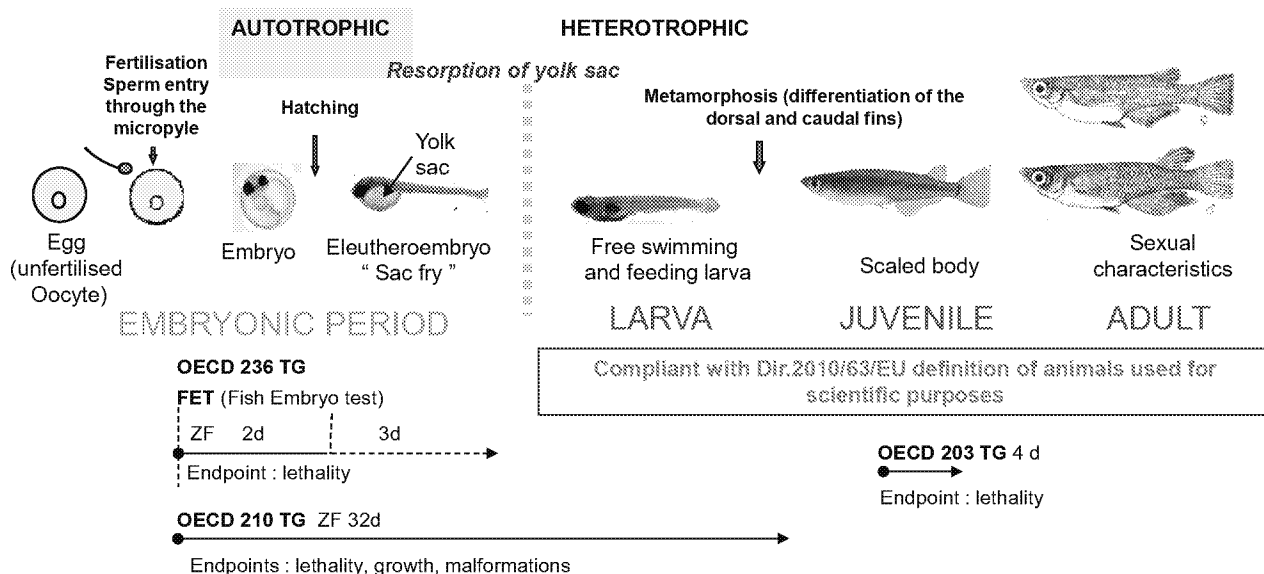 AUTOTROPHIC
HETEROTROPHIC
Fertilisation
Sperm entry
through the
micropyle
Resorption of yolk sac
Hatching
Metamorphosis (differentiation of the
dorsal and caudal fins)
Yolk
sac
♂
♀
Egg
(unfertilised
Oocyte)
Embryo
Eleutheroembryo
“ Sac fry ”
Free swimming
and feeding larva
Scaled body
Sexual
characteristics
EMBRYONIC PERIOD
LARVA
JUVENILE
ADULT
OECD 236 TG
FET (Fish Embryo test)
ZF 2d 3d
Endpoint : lethality
Compliant with Dir.2010/63/EU definition of animals used for
scientific purposes
OECD 203 TG 4 d
Endpoint : lethality
OECD 210 TG ZF 32d
Endpoints : lethality, growth, malformations